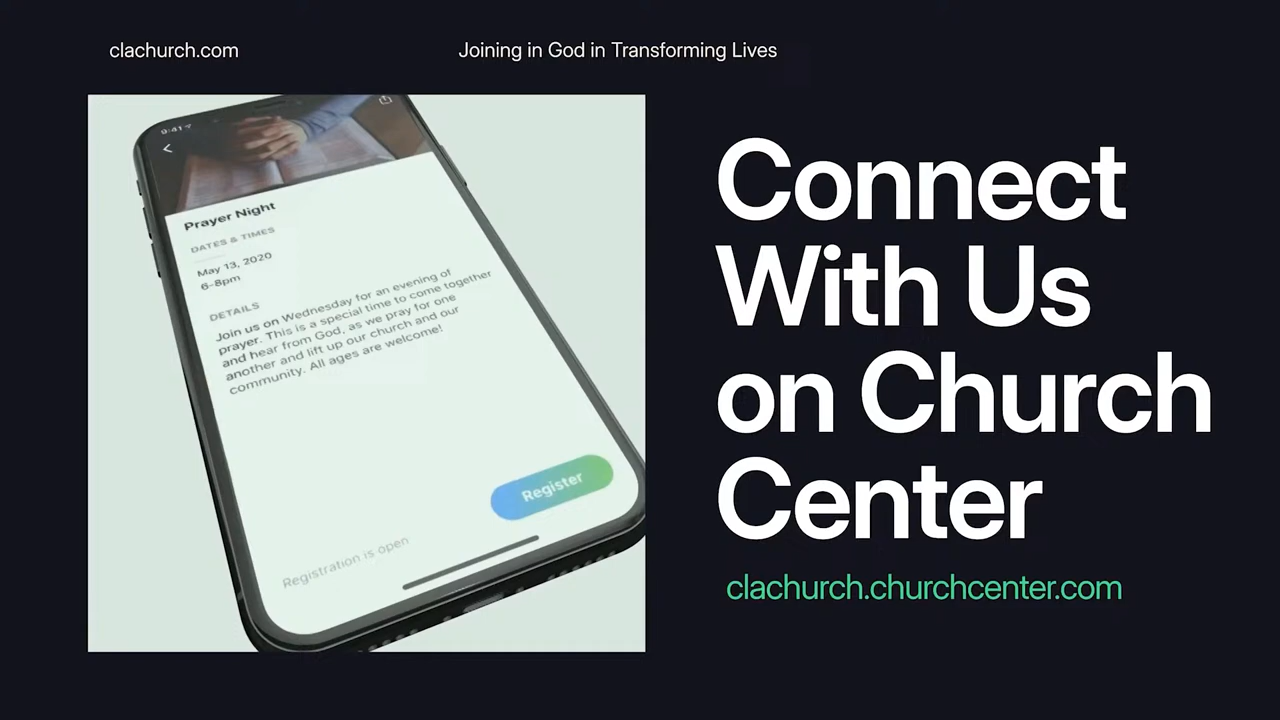 clachurch.com
Joining in God in Transforming Lives
9:41
Prayer Night
DATES & TIMES
May 13, 2020
6-8pm
DETAILS
Join us on Wednesday for an evening of
prayer. This is a special time to come together
and hear from God, as we pray for one
another and lift up our church and our
community. All ages are welcome!
Register
Registration is open
Connect
With Us
on Church
Center
clachurch.churchcenter.com